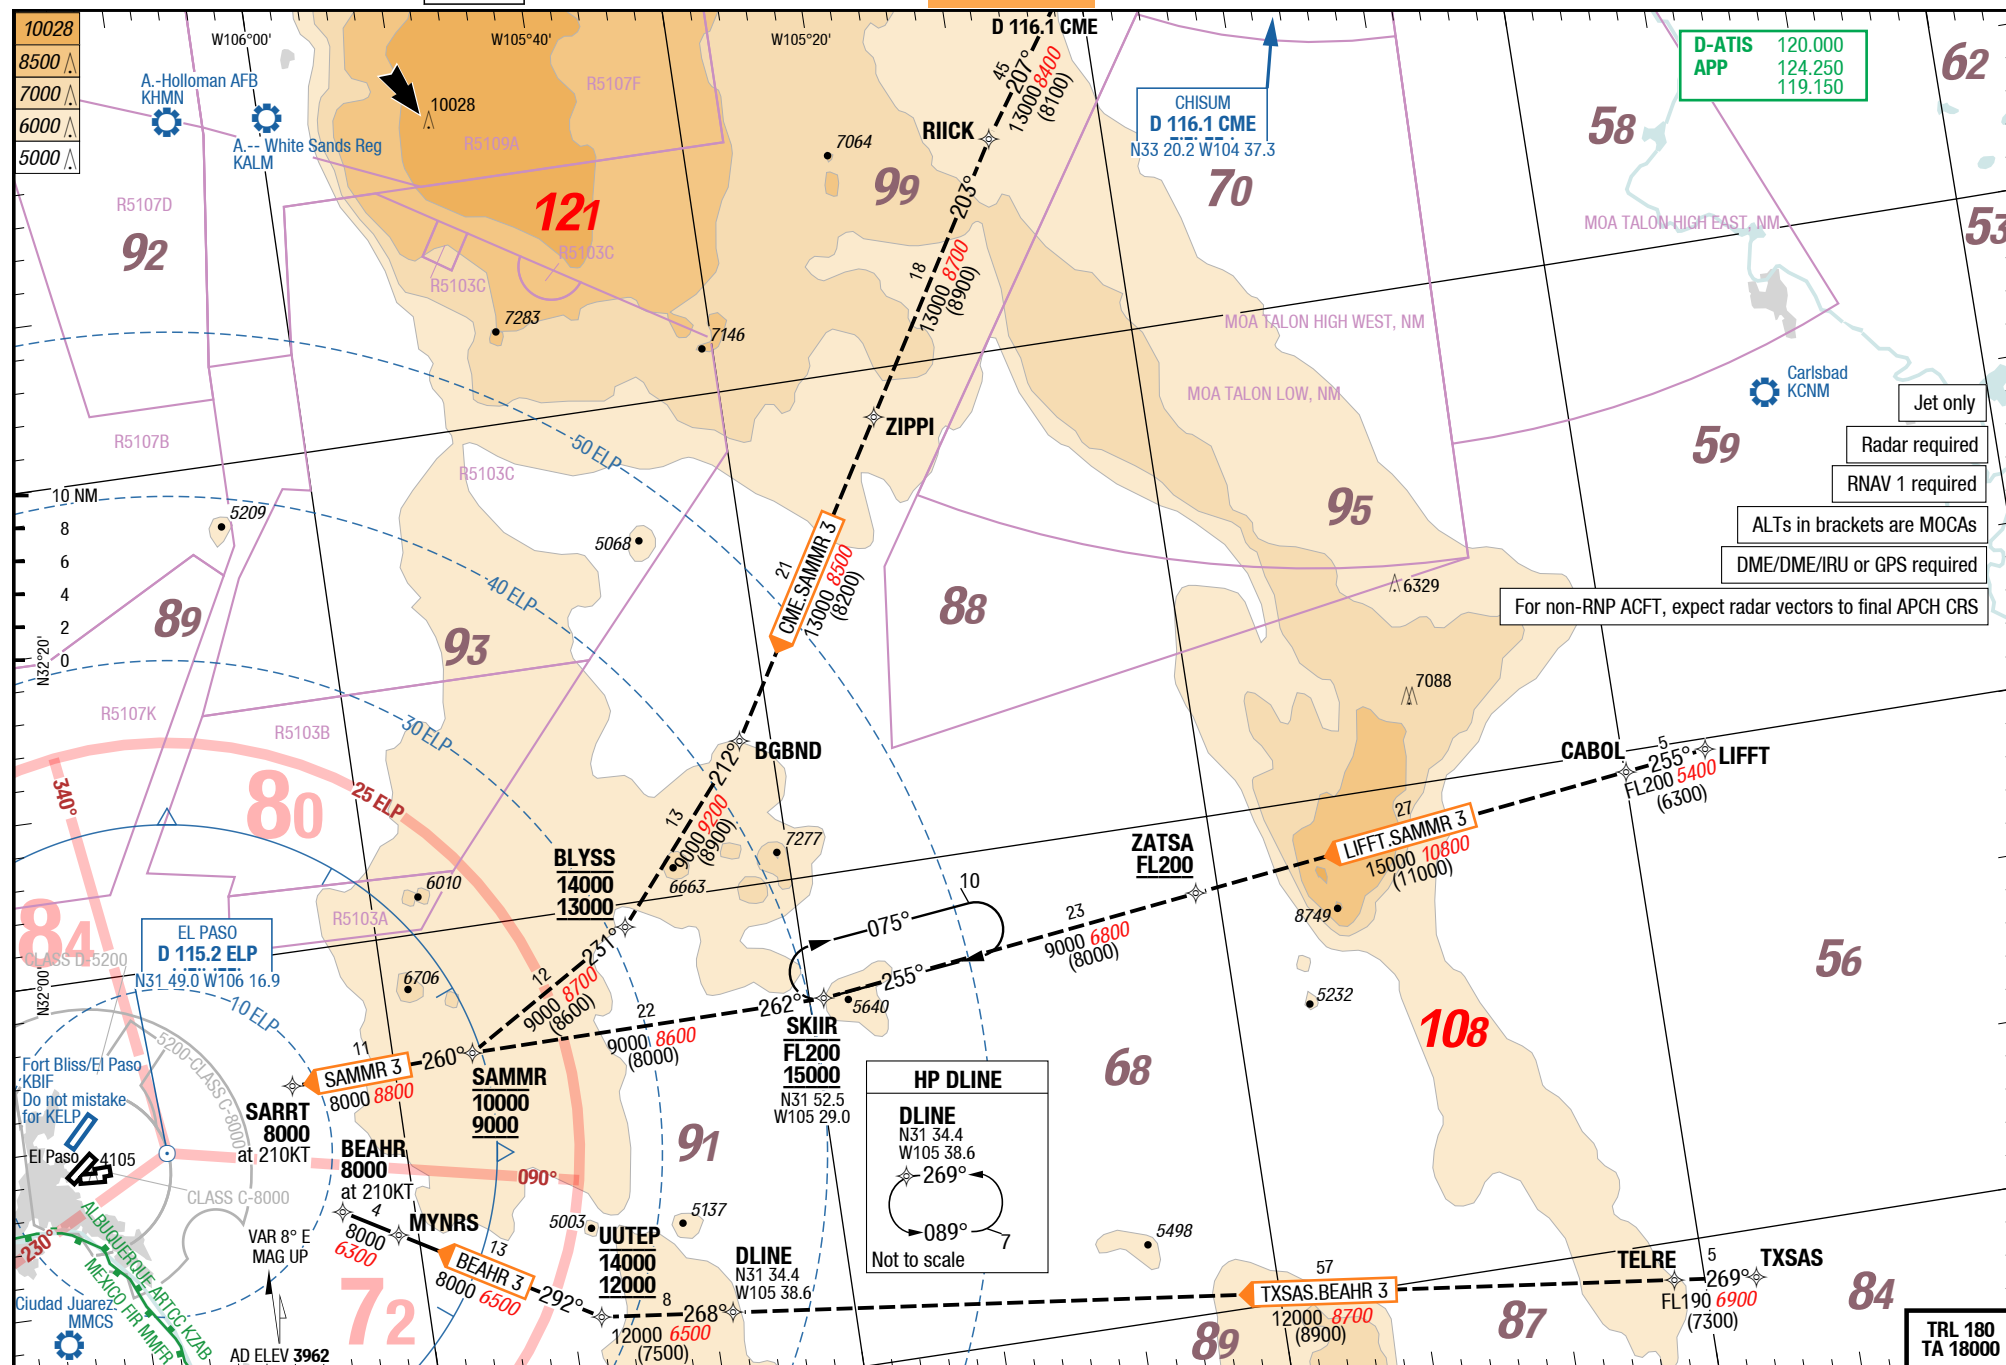 10028
8500
7000
6000
5000
W106°00'
W105°40'
W105°20'
D 116.1 CME
45
207°
13000 8400
(8100)
A.-Holloman AFB
KHMN
A.-- White Sands Reg
KALM
10028
R5107F
R5109A
7064
RIICK
CHISUM
D 116.1 CME
N33 20.2 W104 37.3
D-ATIS 120.000
APP 124.250
119.150
62
58
R5107D
92
121
R5103C
R5103C
99
203°
18
13000 8700
(8900)
70
MOA TALON HIGH EAST, NM
53
7283
7146
MOA TALON HIGH WEST, NM
MOA TALON LOW, NM
Carlsbad
KCNM
Jet only
Radar required
RNAV 1 required
ALTs in brackets are MOCAs
DME/DME/IRU or GPS required
For non-RNP ACFT, expect radar vectors to final APCH CRS
59
ZIPPI
50 ELP
R5107B
R5103C
10 NM
8
6
4
2
0
N32°20'
5209
5068
40 ELP
21
CME.SAMMR 3
13000 8500
(8200)
95
6329
89
93
88
7088
R5107K
R5103B
30 ELP
BGBND
212°
13
9000 9200
(8900)
CABOL
5
255°
LIFFT
FL200 5400
(6300)
340°
80
25 ELP
7277
6663
BLYSS
14000
13000
231°
12
9000 8700
(8600)
ZATSA
FL200
27
LIFFT.SAMMR 3
15000 10800
(11000)
8749
6010
R5103A
84
CLASS D-5200
EL PASO
D 115.2 ELP
N31 49.0 W106 16.9
N32°00'
6706
10
075°
255°
23
9000 6800
(8000)
5232
56
10 ELP
5200-CLASS C-8000
22
262°
9000 8600
(8000)
5640
SKIIR
FL200
15000
N31 52.5
W105 29.0
108
Fort Bliss/El Paso
KBIF
Do not mistake
for KELP
11
SAMMR 3
260°
8000 8800
SARRT
8000
at 210KT
SAMMR
10000
9000
68
HP DLINE
DLINE
N31 34.4
W105 38.6
269°
089°
7
Not to scale
El Paso
4105
CLASS C-8000
BEAHR
8000
at 210KT
4
8000
6300
MYNRS
090°
91
VAR 8° E
MAG UP
230°
ALBUQUERQUE ARTCC KZAB
MEXICO FIR MMFR
13
BEAHR 3
8000 6500
292°
5003
5137
UUTEP
14000
12000
8
268°
12000 6500
(7500)
DLINE
N31 34.4
W105 38.6
5498
57
TXSAS.BEAHR 3
12000 8700
(8900)
TELRE
5
269°
TXSAS
FL190 6900
(7300)
Ciudad Juarez
MMCS
72
AD ELEV 3962
89
87
84
TRL 180
TA 18000